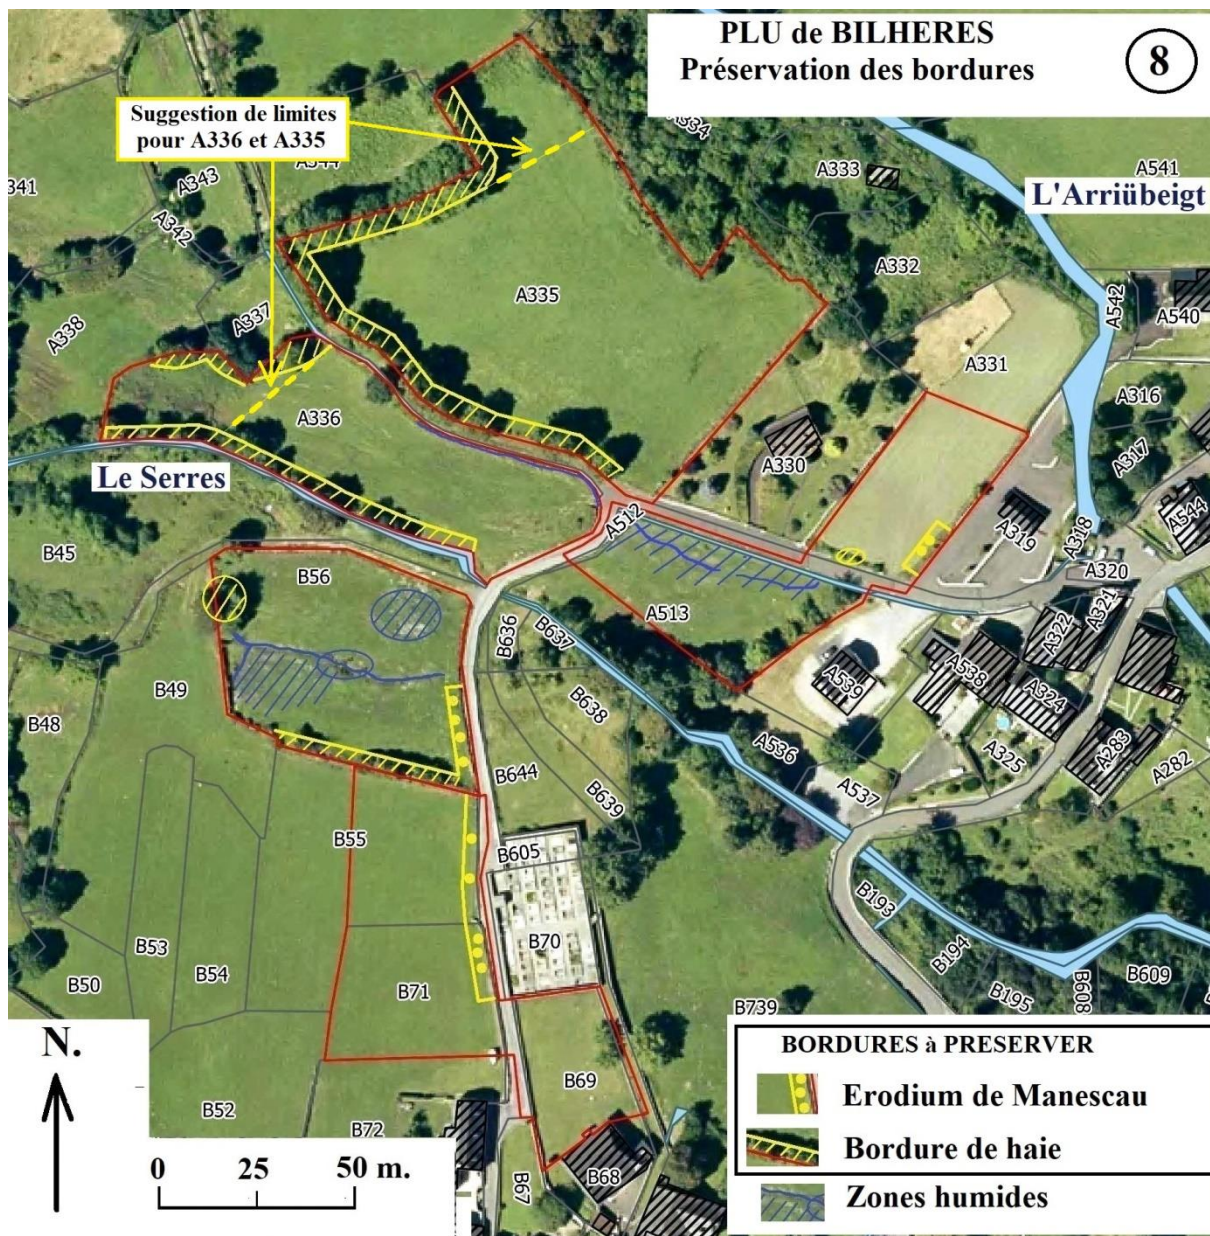 PLU de BILHERES
Préservation des bordures
8
Suggestion de limites
pour A336 et A335
A334
A333
A541
L'Arriübeigt
A344
A343
A341
A342
A332
A542
A540
A335
A337
A338
A331
A316
A336
A317
A330
Le Serres
A544
A512
A319
A318
B45
A320
B56
A321
A513
A322
B636
B637
B49
A539
A538
B48
B638
A324
A536
A283
A325
A282
B644
B639
A537
B55
B605
B193
B70
B53
B194
B54
B609
B50
B71
B195
B608
B739
N.
BORDURES à PRESERVER
B69
Erodium de Manescau
B52
B72
Bordure de haie
0 25 50 m.
B67
B68
Zones humides